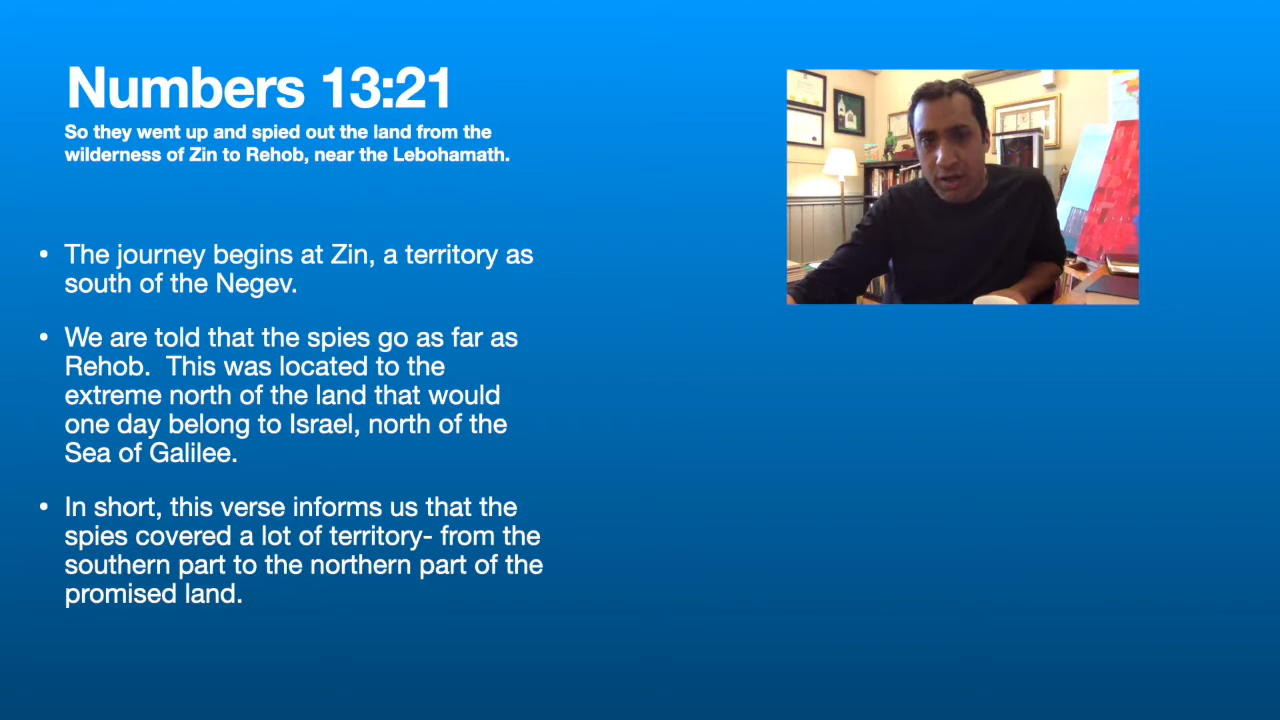 Numbers 13:21
So they went up and spied out the land from the
wilderness of Zin to Rehob, near the Lebohamath.
• The journey begins at Zin, a territory as
south of the Negev.
• We are told that the spies go as far as
Rehob.  This was located to the
extreme north of the land that would
one day belong to Israel, north of the
Sea of Galilee.
• In short, this verse informs us that the
spies covered a lot of territory- from the
southern part to the northern part of the
promised land.